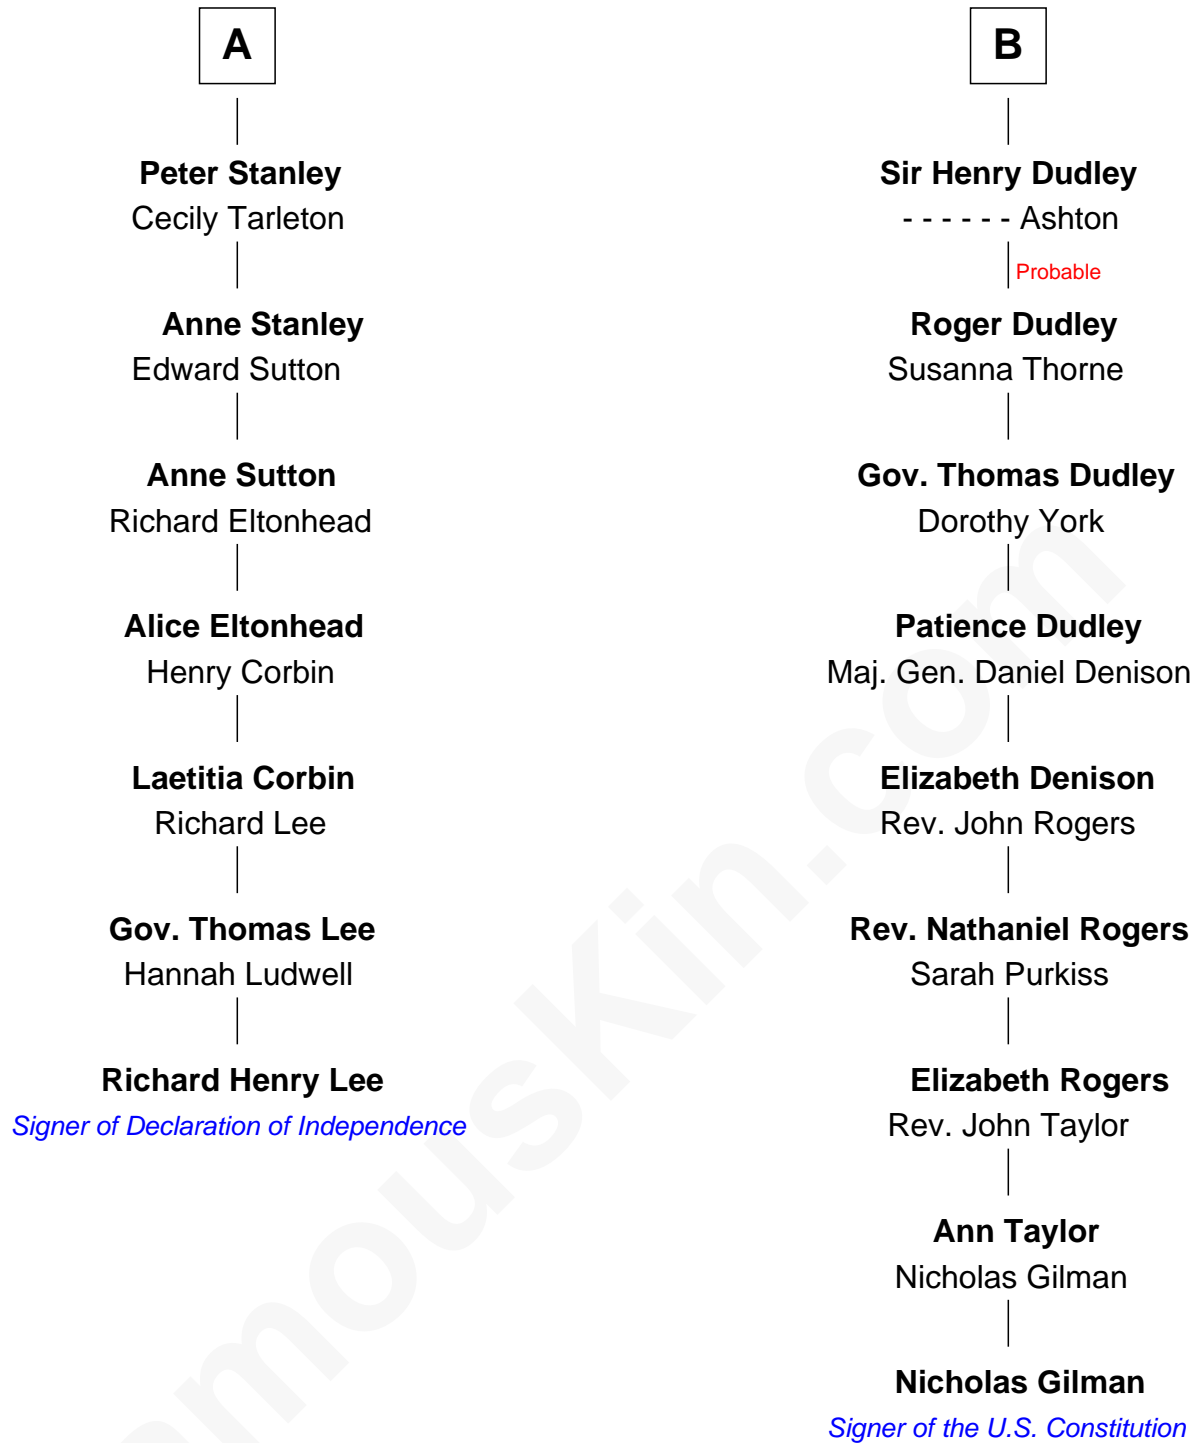 A
Peter Stanley
Cecily Tarleton
Anne Stanley
Edward Sutton
Anne Sutton
Richard Eltonhead
Alice Eltonhead
Henry Corbin
Laetitia Corbin
Richard Lee
Gov. Thomas Lee
Hannah Ludwell
Richard Henry Lee
Signer of Declaration of Independence
B
Sir Henry Dudley
- - - - - - Ashton
Probable
Roger Dudley
Susanna Thorne
Gov. Thomas Dudley
Dorothy York
Patience Dudley
Maj. Gen. Daniel Denison
Elizabeth Denison
Rev. John Rogers
Rev. Nathaniel Rogers
Sarah Purkiss
Elizabeth Rogers
Rev. John Taylor
Ann Taylor
Nicholas Gilman
Nicholas Gilman
Signer of the U.S. Constitution
amouskin.com